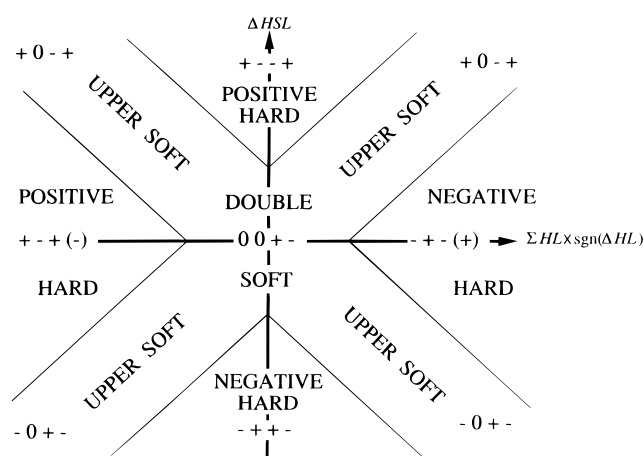 ΔHSL
+ 0 - +
+ - - +
+ 0 - +
POSITIVE
HARD
UPPER SOFT
UPPER SOFT
POSITIVE
DOUBLE
NEGATIVE
+ - + (-)
0 0 + -
- + - (+)
Σ HL x sgn(ΔHL)
HARD
SOFT
HARD
UPPER SOFT
UPPER SOFT
NEGATIVE
HARD
- 0 + -
- + + -
- 0 + -